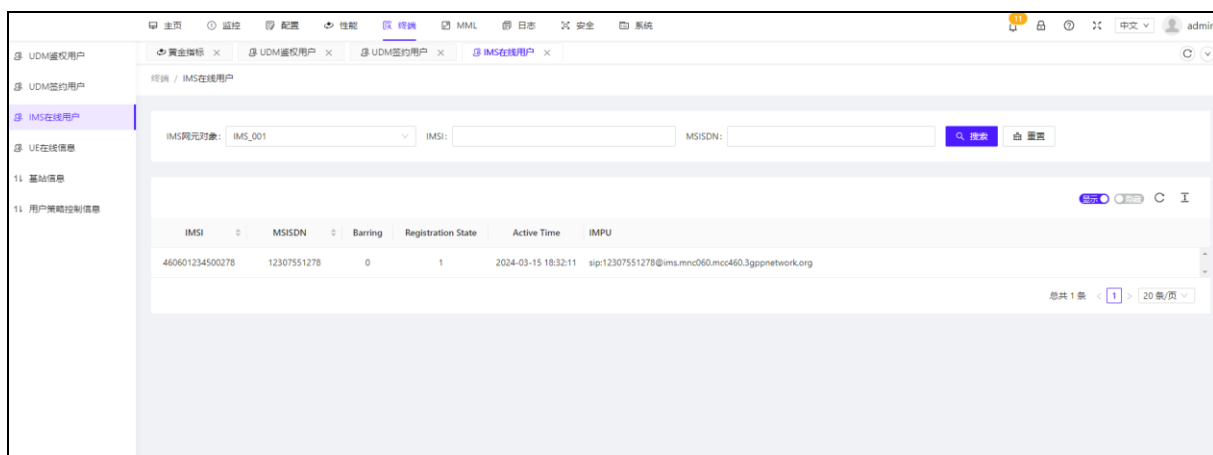 主页 监控 配置 性能 终端 MML 日志 安全 系统 11 中文 admin
UDM鉴权用户
UDM签约用户
IMS在线用户
UE在线信息
基站信息
用户策略控制信息
黄金指标 UDM鉴权用户 UDM签约用户 IMS在线用户
终端 / IMS在线用户
IMS网元对象: IMS_001 IMSI: MSISDN: 搜索 重置
显示
IMSI MSISDN Barring Registration State Active Time IMPU
460601234500278 12307551278 0 1 2024-03-15 18:32:11 sip:12307551278@ims.mnc060.mcc460.3gppnetwork.org
总共 1 条 < 1 > 20 条/页